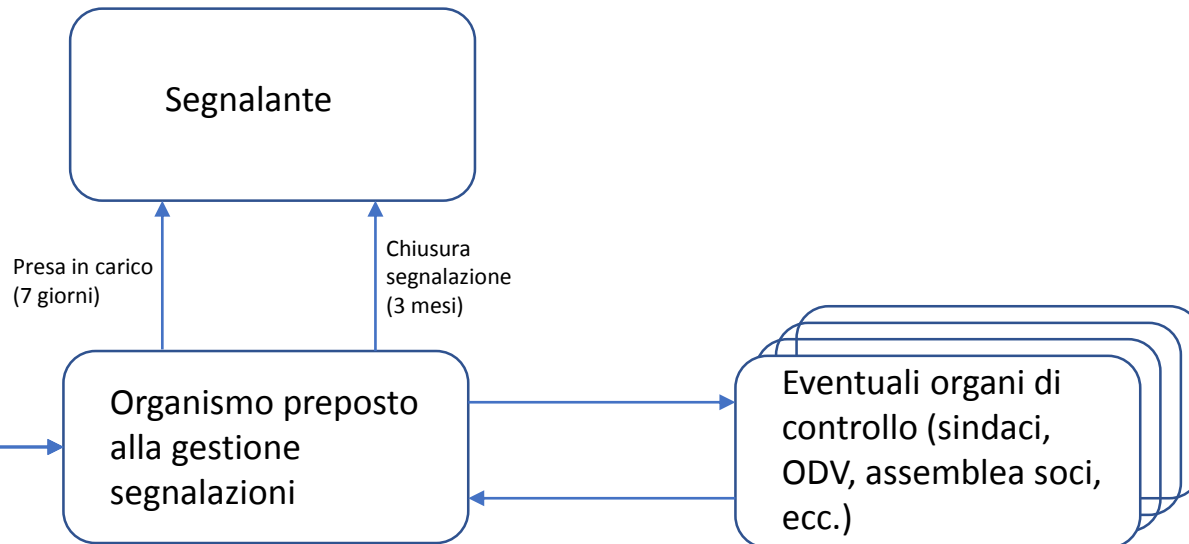 Segnalante
Presa in carico
(7 giorni)
Chiusura
segnalazione
(3 mesi)
Organismo preposto
alla gestione
segnalazioni
Eventuali organi di
controllo (sindaci,
ODV, assemblea soci,
ecc.)